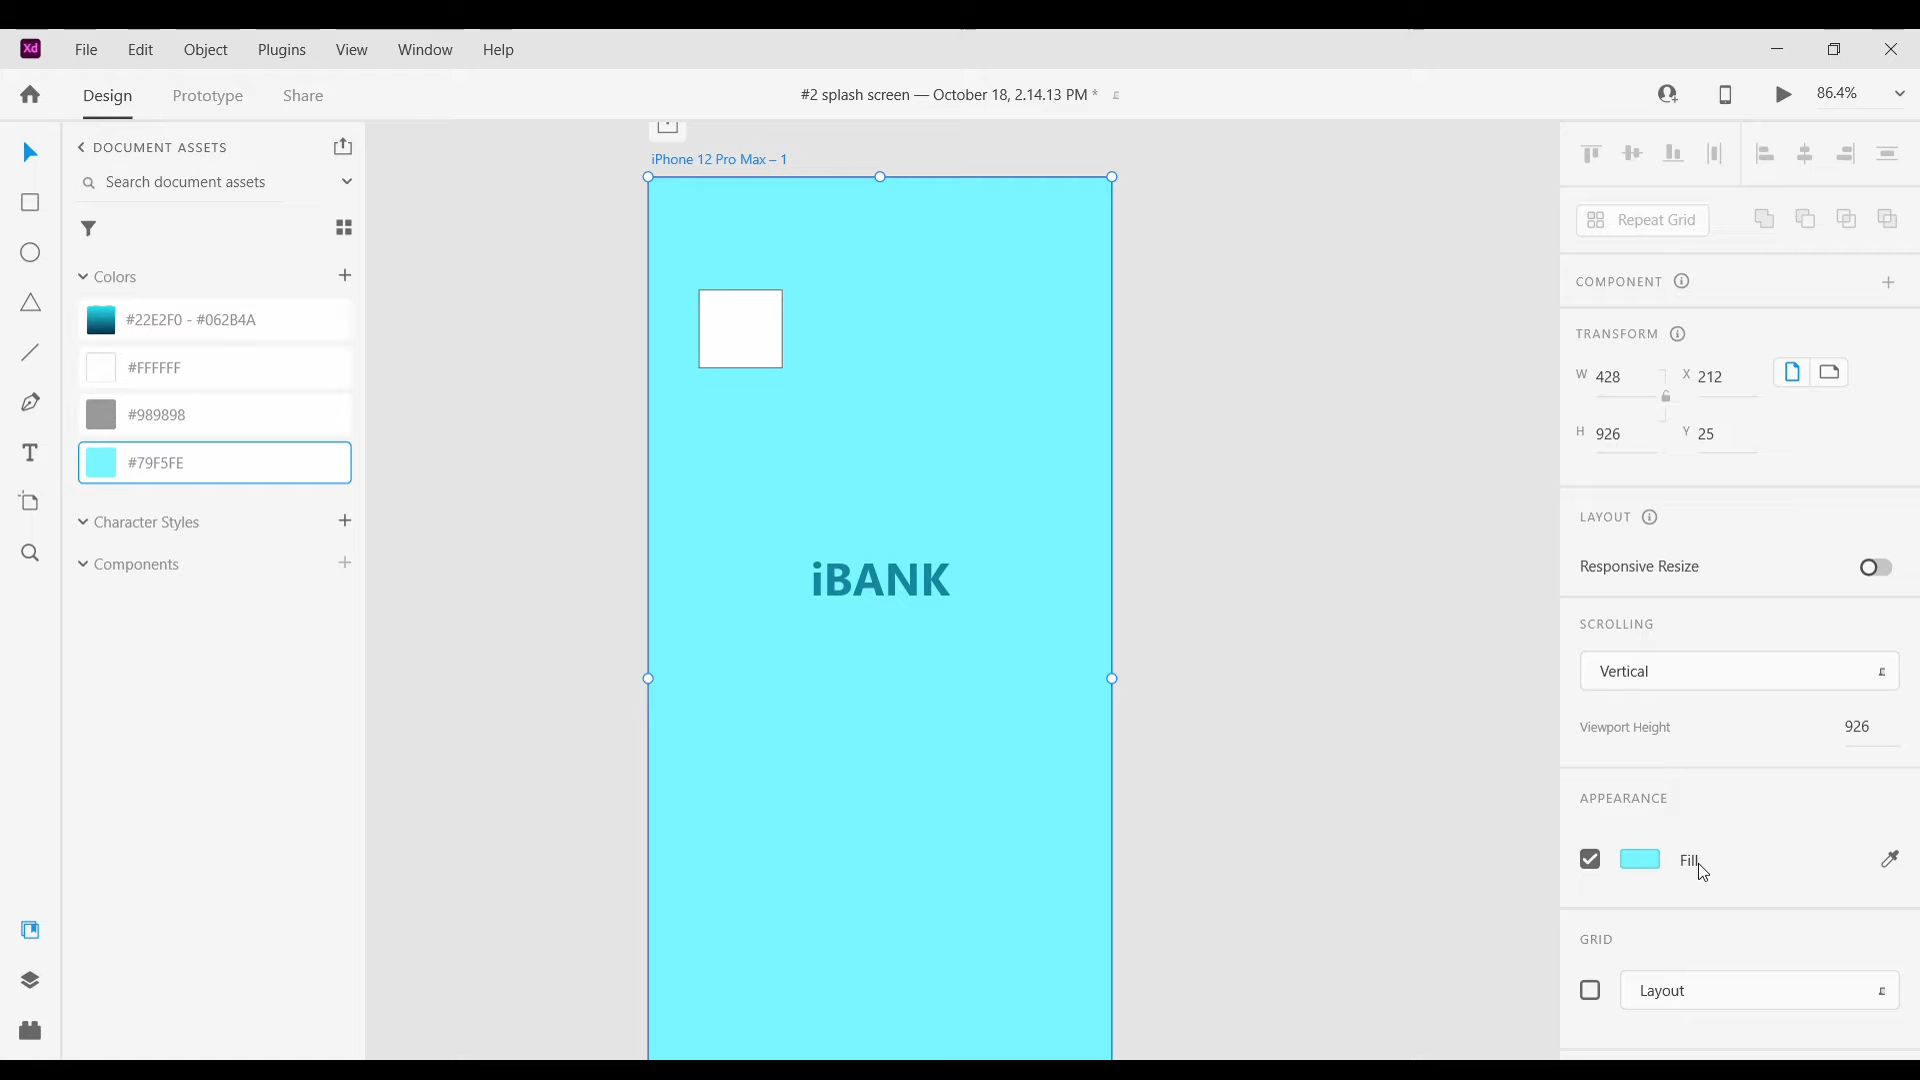 Xd File Edit Object Plugins View Window Help
Design Prototype Share
#2 splash screen — October 18, 2.14.13 PM *
86.4%
DOCUMENT ASSETS
Search document assets
Colors
#22E2F0 - #062B4A
#FFFFFF
#989898
#79F5FE
Character Styles
Components
iPhone 12 Pro Max – 1
iBANK
Repeat Grid
COMPONENT
TRANSFORM
W 428 X 212
H 926 Y 25
LAYOUT
Responsive Resize
SCROLLING
Vertical
Viewport Height 926
APPEARANCE
Fill
GRID
Layout